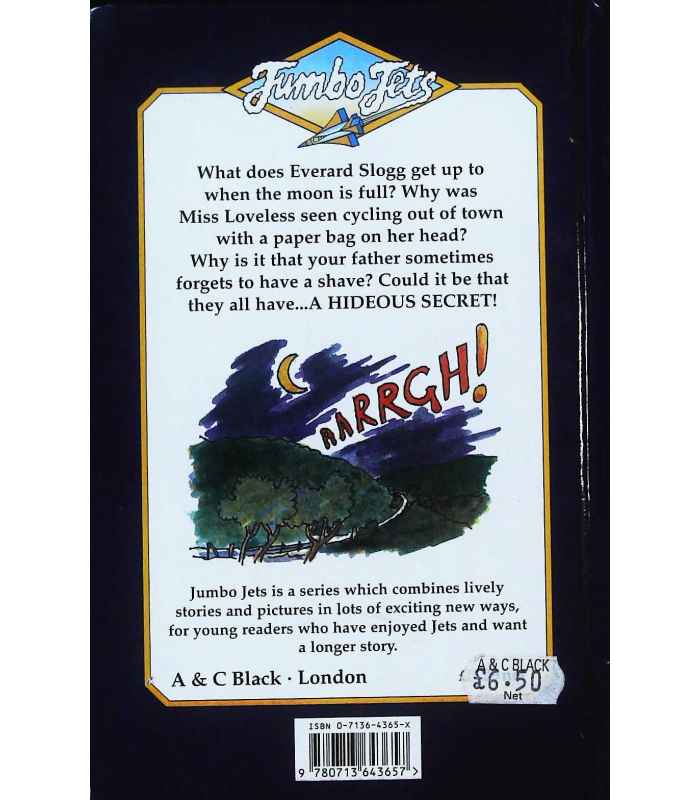 Jumbo Jets
What does Everard Slogg get up to
when the moon is full? Why was
Miss Loveless seen cycling out of town
with a paper bag on her head?
Why is it that your father sometimes
forgets to have a shave? Could it be that
they all have...A HIDEOUS SECRET!
AARRGH!
Jumbo Jets is a series which combines lively
stories and pictures in lots of exciting new ways,
for young readers who have enjoyed Jets and want
a longer story.
A & C Black · London
£
A & C BLACK
£6.50
Net
ISBN 0-7136-4365-X
9 780713 643657 >